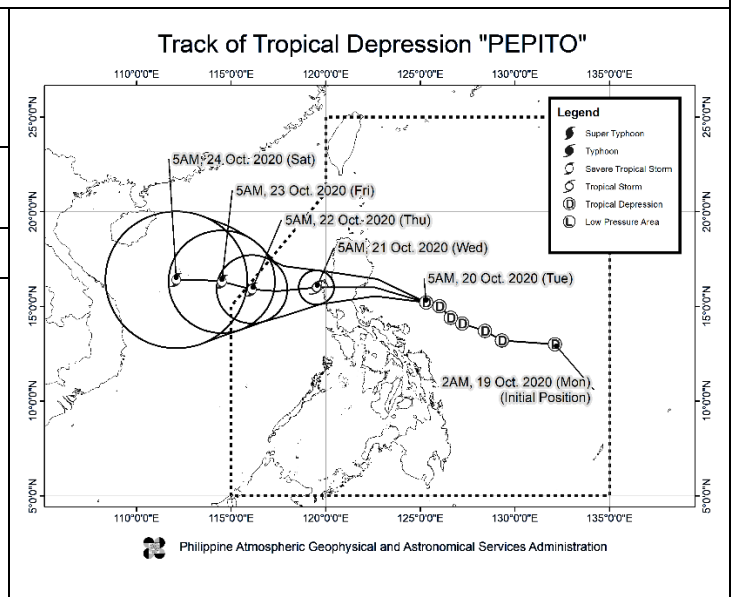 Track of Tropical Depression "PEPITO"
110°0'0"E 115°0'0"E 120°0'0"E 125°0'0"E 130°0'0"E 135°0'0"E
25°0'0"N
20°0'0"N
15°0'0"N
10°0'0"N
5°0'0"N
Legend
Super Typhoon
Typhoon
Severe Tropical Storm
Tropical Storm
D Tropical Depression
L Low Pressure Area
5AM, 24 Oct. 2020 (Sat)
5AM, 23 Oct. 2020 (Fri)
5AM, 22 Oct. 2020 (Thu)
5AM, 21 Oct. 2020 (Wed)
5AM, 20 Oct. 2020 (Tue)
D D D D D D
2AM, 19 Oct. 2020 (Mon)
(Initial Position)
25°0'0"N
20°0'0"N
15°0'0"N
10°0'0"N
5°0'0"N
110°0'0"E 115°0'0"E 120°0'0"E 125°0'0"E 130°0'0"E 135°0'0"E
Philippine Atmospheric Geophysical and Astronomical Services Administration